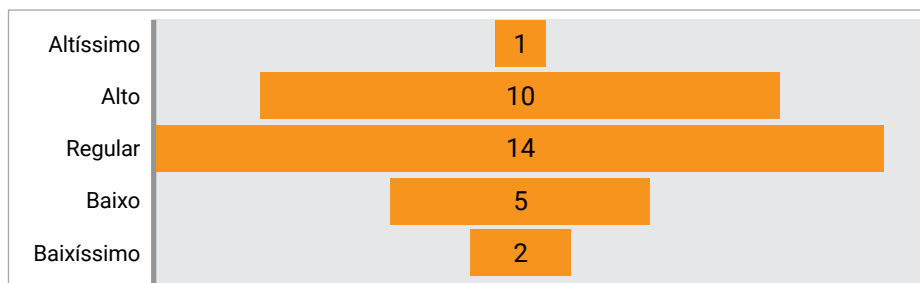 Altíssimo 1
Alto 10
Regular 14
Baixo 5
Baixíssimo 2